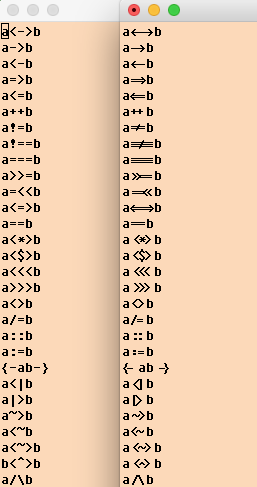 a<->b
a->b
a<-b
a=>b
a<=b
a++b
a!=b
a!==b
a===b
a>>=b
a=<<b
a<=>b
a==b
a<*>b
a<$>b
a<<<b
a>>>b
a<>b
a/=b
a::b
a:=b
{-ab-}
a<|b
a|>b
a~>b
a<~b
a<~>b
b<^>b
a/\b
a⟷b
a→b
a←b
a⇒b
a⇐b
a++b
a≠b
a!==b
a≡b
a>>=b
a=<<b
a⟺b
a==b
a <*> b
a <$> b
a <<< b
a >>> b
a <> b
a /= b
a :: b
a := b
{- ab -}
a <| b
a |> b
a ~> b
a <~ b
a <~> b
a <^> b
a /\ b